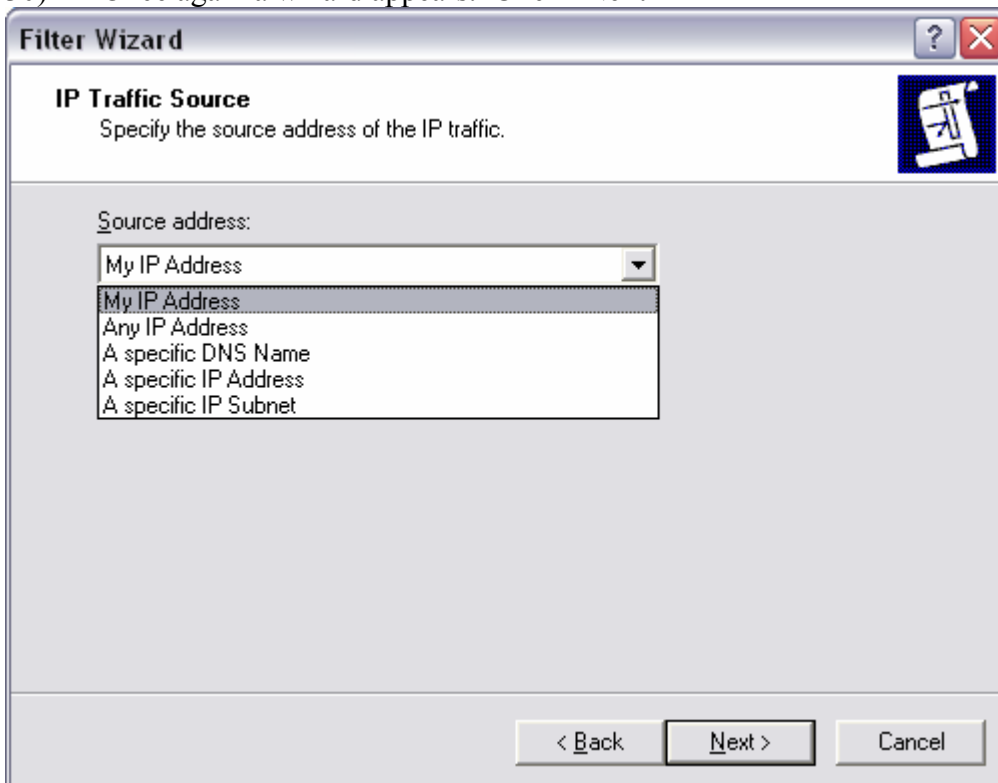 Filter Wizard
IP Traffic Source
Specify the source address of the IP traffic.
Source address:
My IP Address
My IP Address
Any IP Address
A specific DNS Name
A specific IP Address
A specific IP Subnet
< Back Next > Cancel